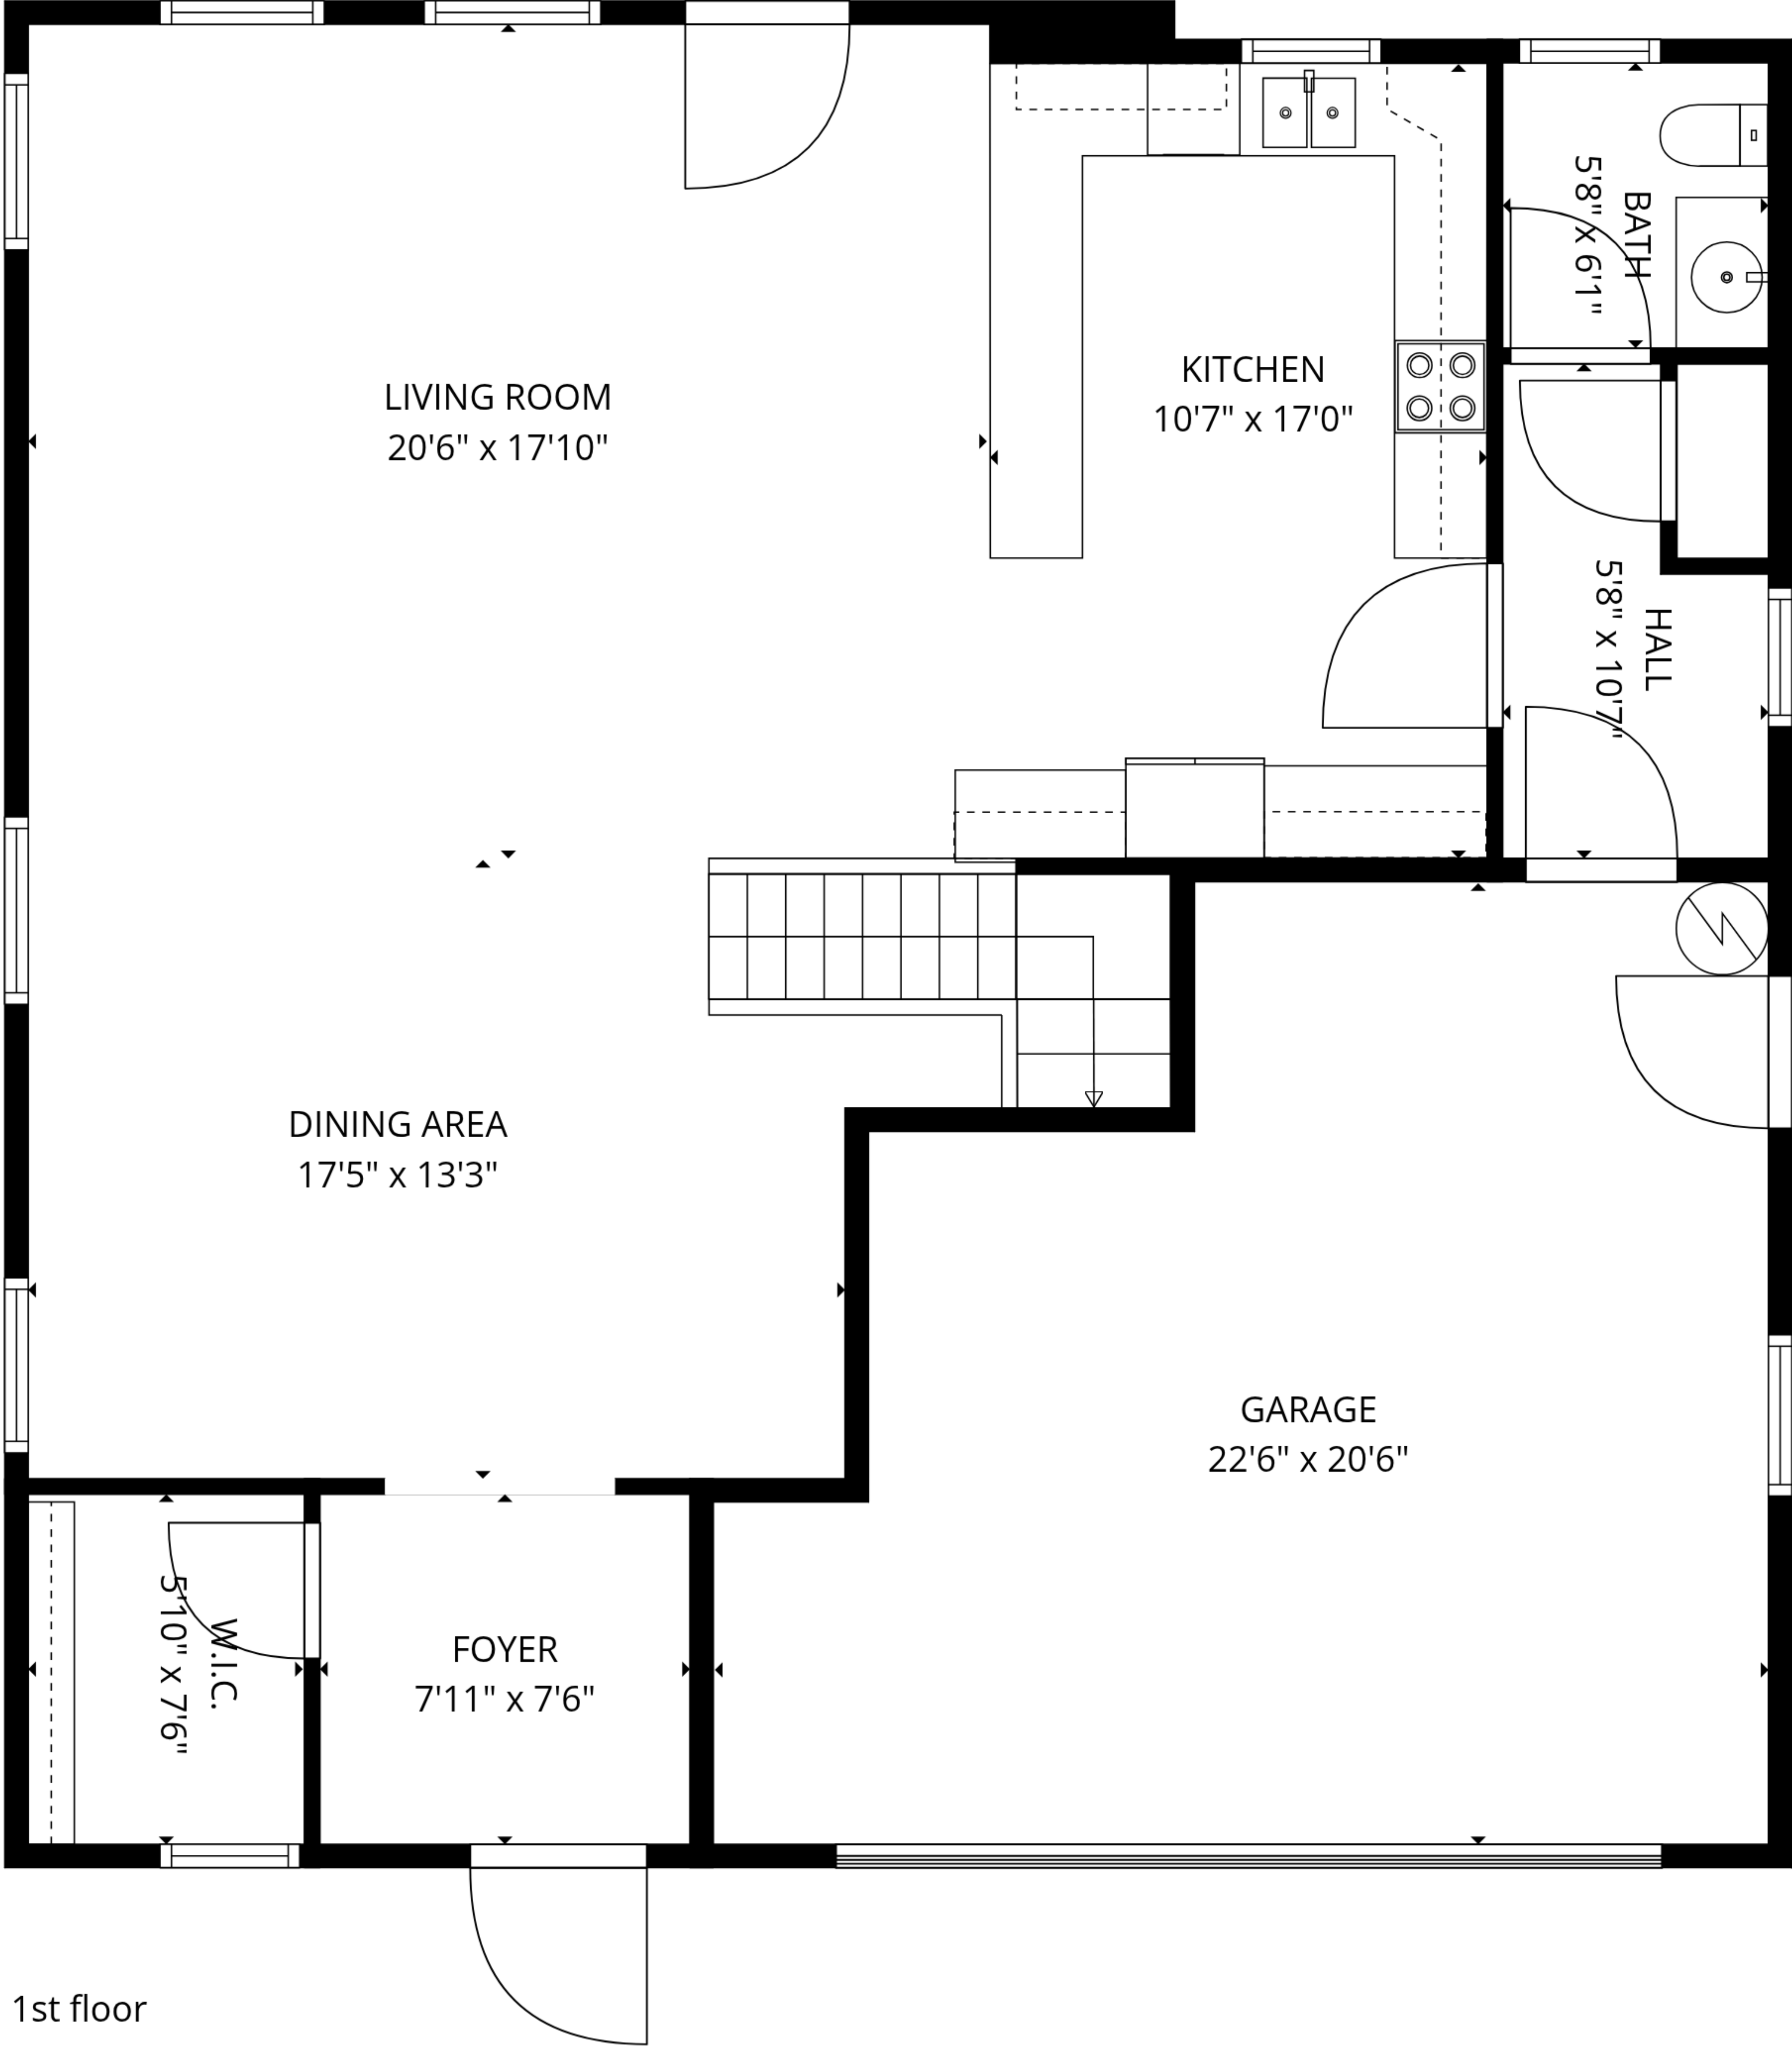 BATH
5'8" x 6'1"
LIVING ROOM
20'6" x 17'10"
KITCHEN
10'7" x 17'0"
HALL
5'8" x 10'7"
DINING AREA
17'5" x 13'3"
GARAGE
22'6" x 20'6"
W.I.C.
5'10" x 7'6"
FOYER
7'11" x 7'6"
1st floor